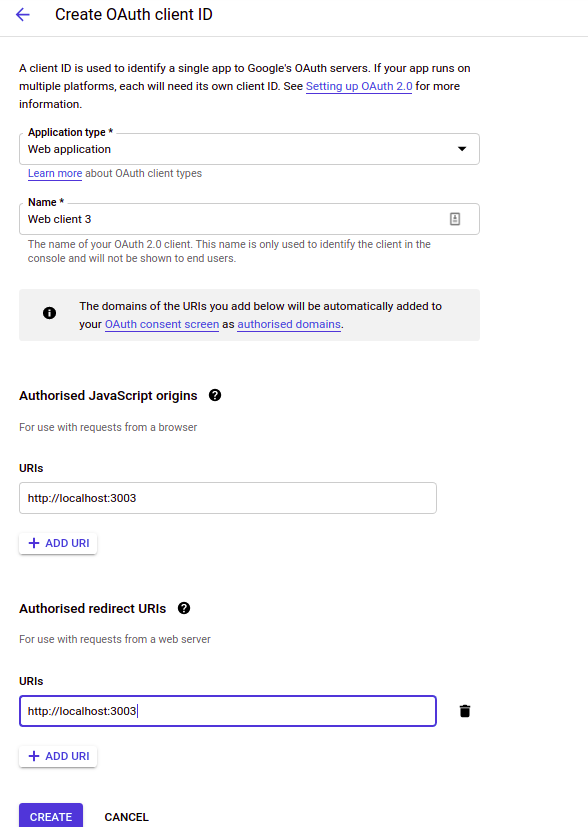 Create OAuth client ID
A client ID is used to identify a single app to Google's OAuth servers. If your app runs on
multiple platforms, each will need its own client ID. See Setting up OAuth 2.0 for more
information.
Application type *
Web application
Learn more about OAuth client types
Name *
Web client 3
The name of your OAuth 2.0 client. This name is only used to identify the client in the
console and will not be shown to end users.
The domains of the URIs you add below will be automatically added to
your OAuth consent screen as authorised domains.
Authorised JavaScript origins
For use with requests from a browser
URIs
http://localhost:3003
+ ADD URI
Authorised redirect URIs
For use with requests from a web server
URIs
http://localhost:3003
+ ADD URI
CREATE CANCEL